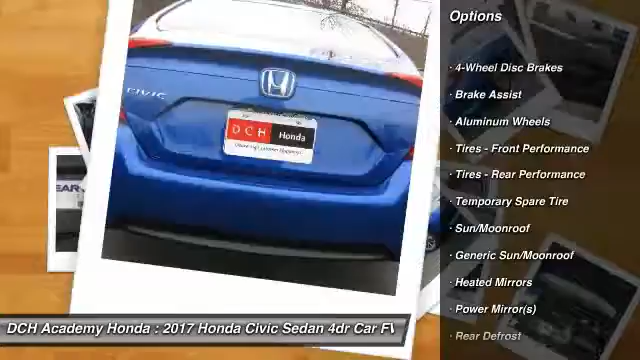 Options
· 4-Wheel Disc Brakes
· Brake Assist
· Aluminum Wheels
· Tires - Front Performance
· Tires - Rear Performance
· Temporary Spare Tire
· Sun/Moonroof
· Generic Sun/Moonroof
· Heated Mirrors
· Power Mirror(s)
· Rear Defrost
CIVIC
DCH Honda
EAR
DCH Academy Honda : 2017 Honda Civic Sedan 4dr Car F